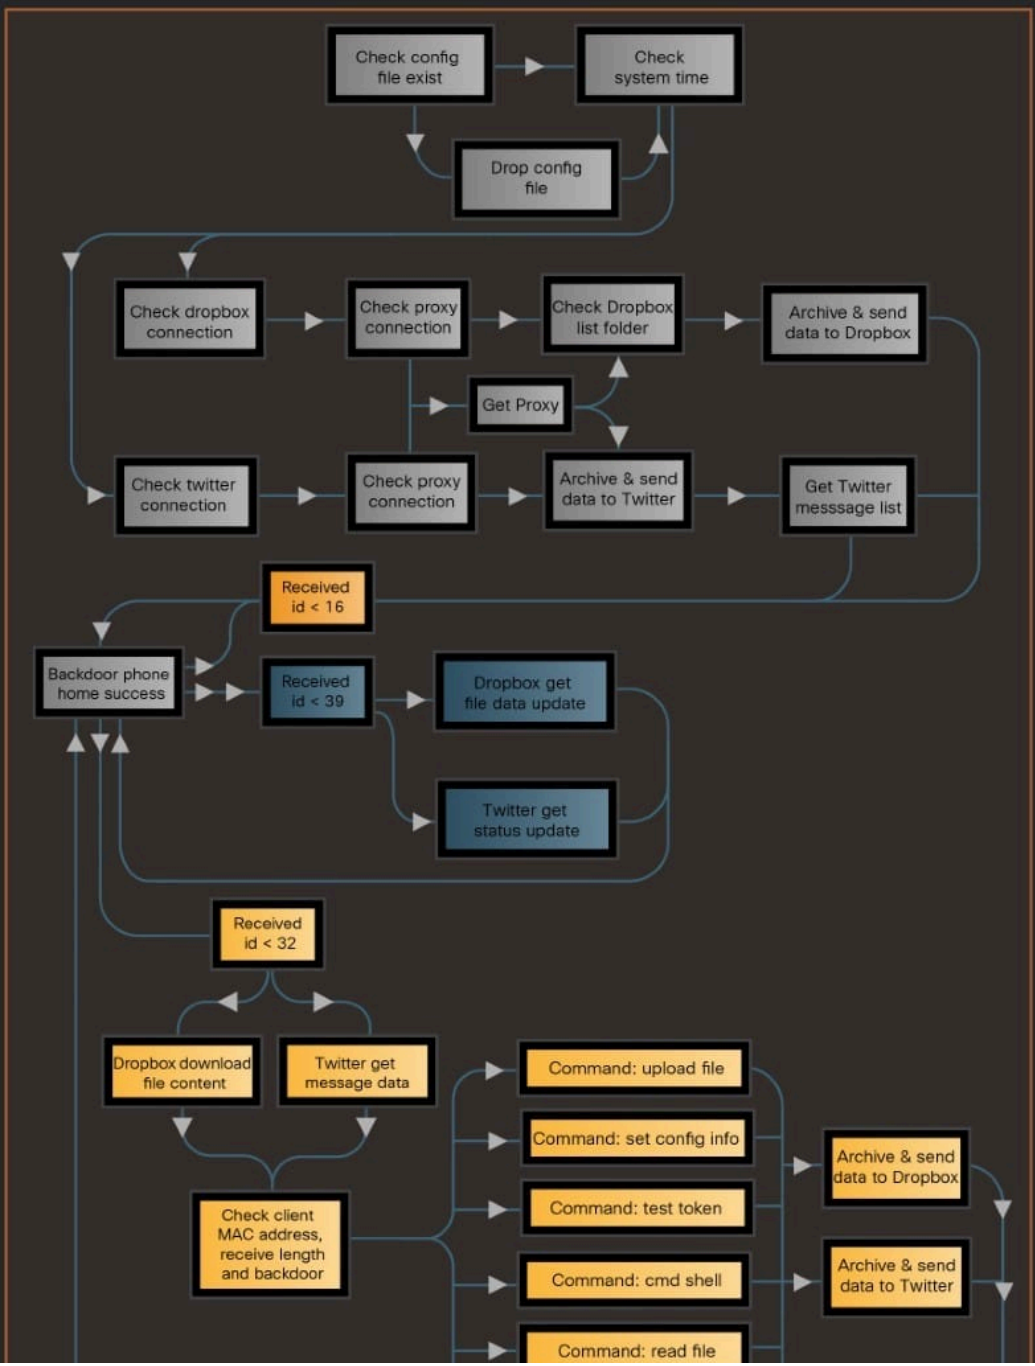 Check config
file exist
Check
system time
Drop config
file
Check dropbox
connection
Check proxy
connection
Check Dropbox
list folder
Archive & send
data to Dropbox
Get Proxy
Check twitter
connection
Check proxy
connection
Archive & send
data to Twitter
Get Twitter
messsage list
Received
id < 16
Backdoor phone
home success
Received
id < 39
Dropbox get
file data update
Twitter get
status update
Received
id < 32
Dropbox download
file content
Twitter get
message data
Check client
MAC address,
receive length
and backdoor
Command: upload file
Command: set config info
Command: test token
Command: cmd shell
Command: read file
Archive & send
data to Dropbox
Archive & send
data to Twitter